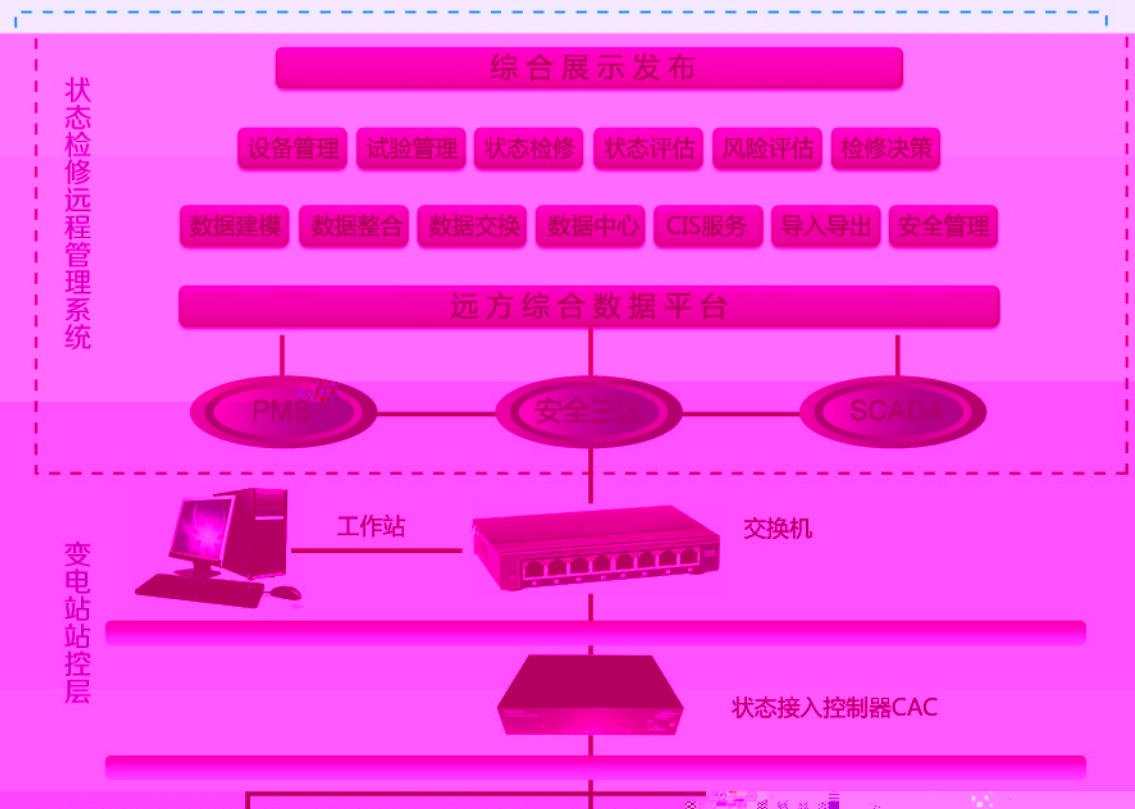 综合展示发布
状态检修远程管理系统
设备管理 试验管理 状态检修 状态评估 风险评估 检修决策
数据建模 数据整合 数据交换 数据中心 CIS服务 导入导出 安全管理
远方综合数据平台
PMS 安全三区 SCADA
工作站 交换机
变电站站控层
状态接入控制器CAC